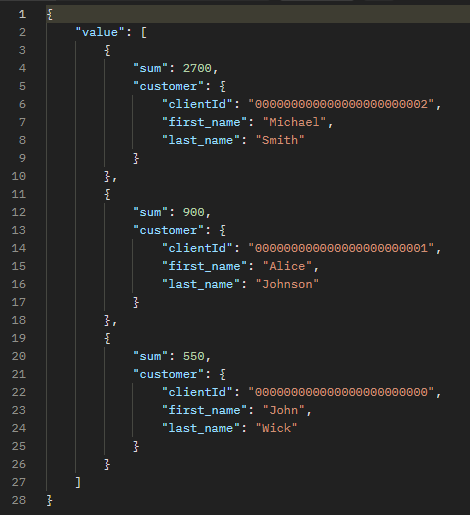 1 {
2     "value": [
3         {
4             "sum": 2700,
5             "customer": {
6                 "clientId": "000000000000000000000002",
7                 "first_name": "Michael",
8                 "last_name": "Smith"
9             }
10         },
11         {
12             "sum": 900,
13             "customer": {
14                 "clientId": "000000000000000000000001",
15                 "first_name": "Alice",
16                 "last_name": "Johnson"
17             }
18         },
19         {
20             "sum": 550,
21             "customer": {
22                 "clientId": "000000000000000000000000",
23                 "first_name": "John",
24                 "last_name": "Wick"
25             }
26         }
27     ]
28 }